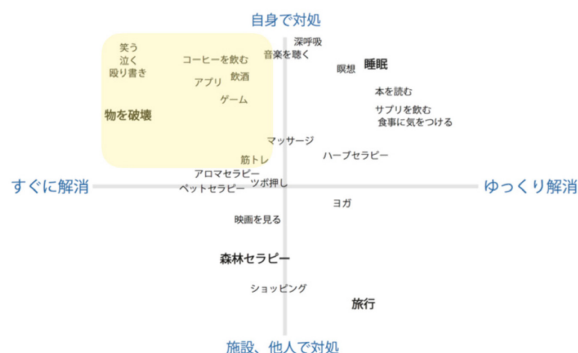 自身で対処
深呼吸
笑う
泣く
殴り書き
コーヒーを飲む
音楽を聴く
瞑想
睡眠
飲酒
アプリ
ゲーム
本を読む
サプリを飲む
食事に気をつける
物を破壊
マッサージ
ハーブセラピー
筋トレ
アロマセラピー
ツボ押し
ペットセラピー
すぐに解消
ゆっくり解消
ヨガ
映画を見る
森林セラピー
ショッピング
旅行
施設、他人で対処